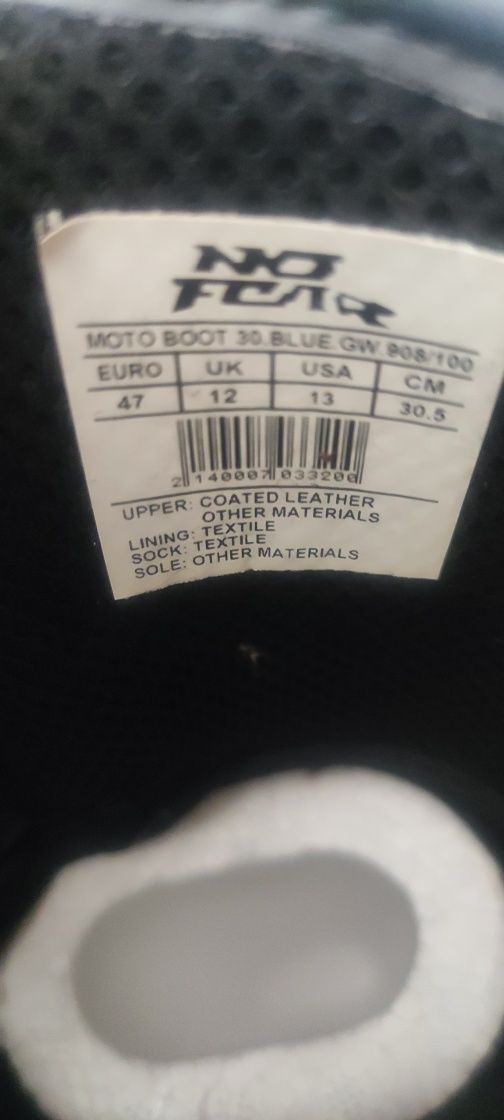 NO
FEAR
MOTO BOOT 30.BLUE.GW.908/100
EURO UK USA CM
47 12 13 30.5
2 140007 033200
UPPER: COATED LEATHER
OTHER MATERIALS
LINING: TEXTILE
SOCK: TEXTILE
SOLE: OTHER MATERIALS